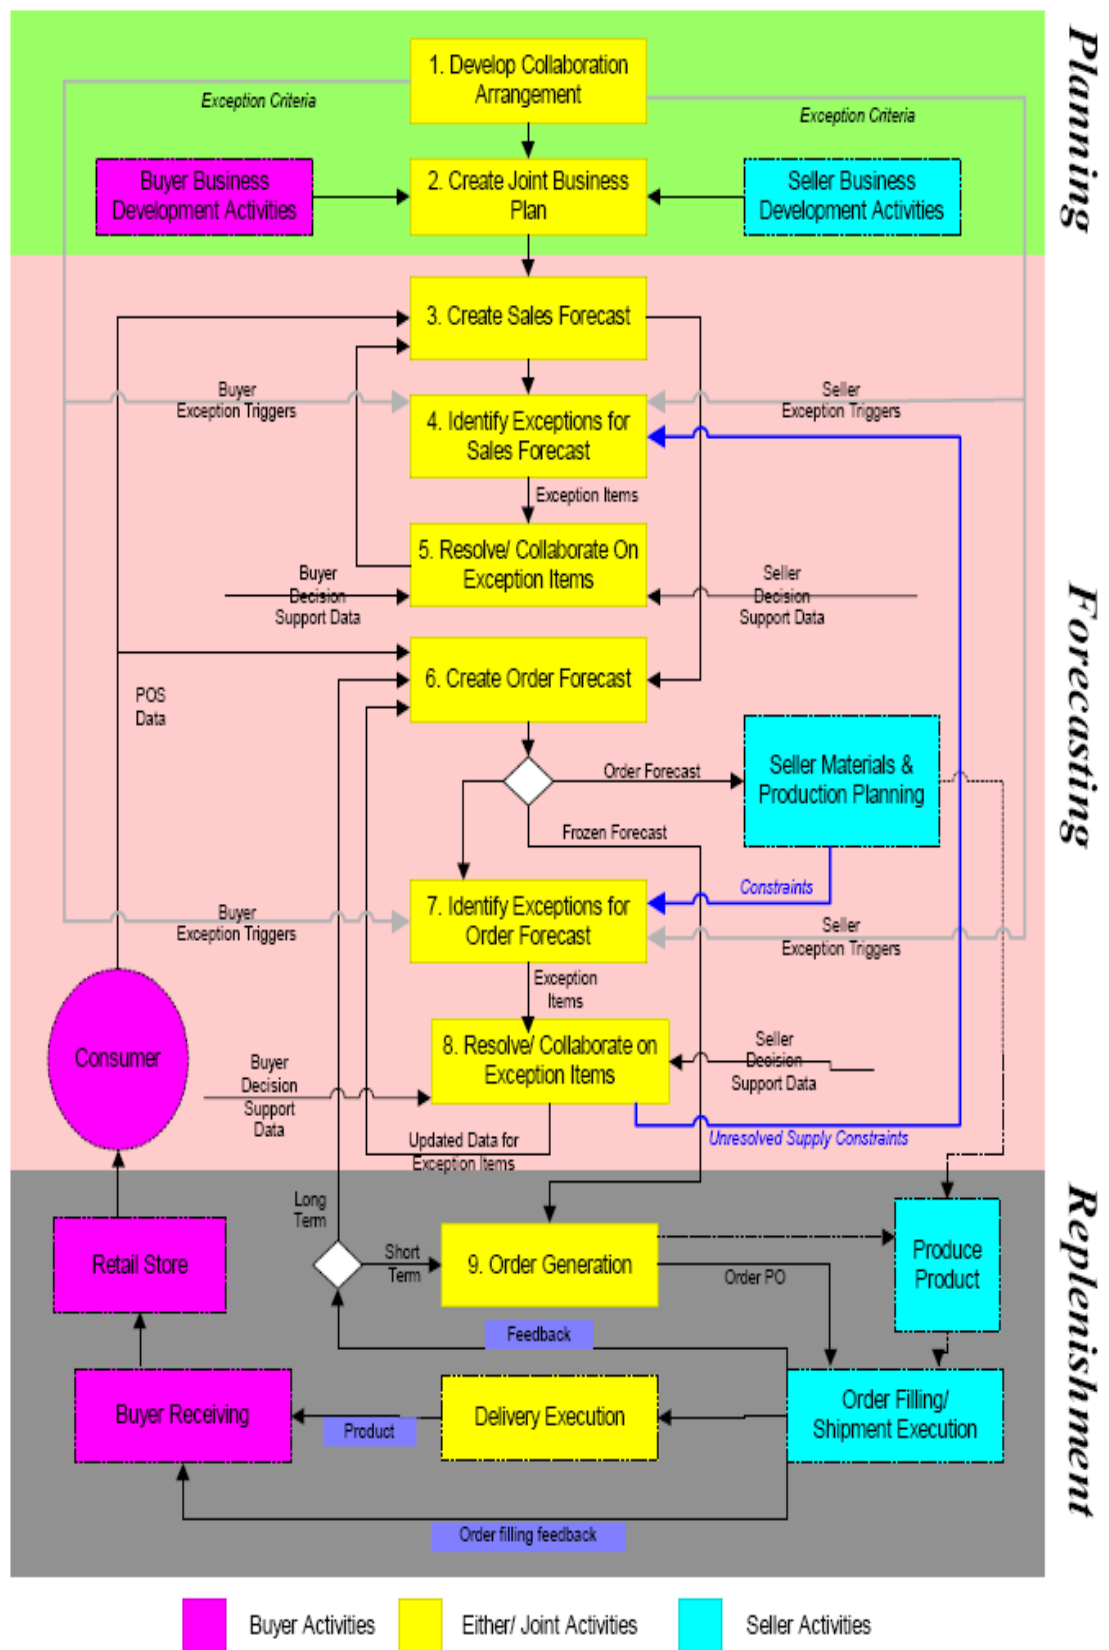 Planning
1. Develop Collaboration
Arrangement
Exception Criteria
Exception Criteria
Buyer Business
Development Activities
2. Create Joint Business
Plan
Seller Business
Development Activities
Forecasting
3. Create Sales Forecast
Buyer
Exception Triggers
Seller
Exception Triggers
4. Identify Exceptions for
Sales Forecast
Exception Items
5. Resolve/ Collaborate On
Exception Items
Buyer
Decision
Support Data
Seller
Decision
Support Data
6. Create Order Forecast
POS
Data
Order Forecast
Seller Materials &
Production Planning
Frozen Forecast
Constraints
7. Identify Exceptions for
Order Forecast
Buyer
Exception Triggers
Seller
Exception Triggers
Exception
Items
Consumer
8. Resolve/ Collaborate on
Exception Items
Buyer
Decision
Support
Data
Seller
Decision
Support Data
Updated Data for
Exception Items
Unresolved Supply Constraints
Replenishment
Long
Term
Retail Store
Short
Term
9. Order Generation
Order PO
Produce
Product
Feedback
Buyer Receiving
Product
Delivery Execution
Order Filling/
Shipment Execution
Order filling feedback
Buyer Activities
Either/ Joint Activities
Seller Activities